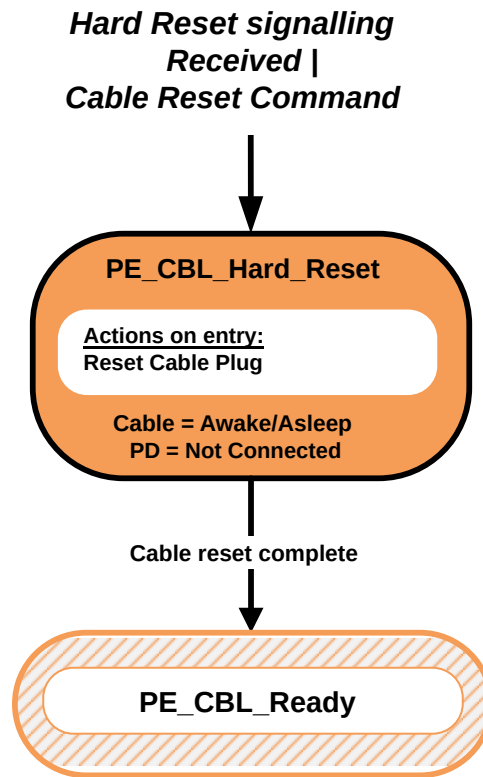 Hard Reset signalling
Received |
Cable Reset Command
PE_CBL_Hard_Reset
Actions on entry:
Reset Cable Plug
Cable = Awake/Asleep
PD = Not Connected
Cable reset complete
PE_CBL_Ready